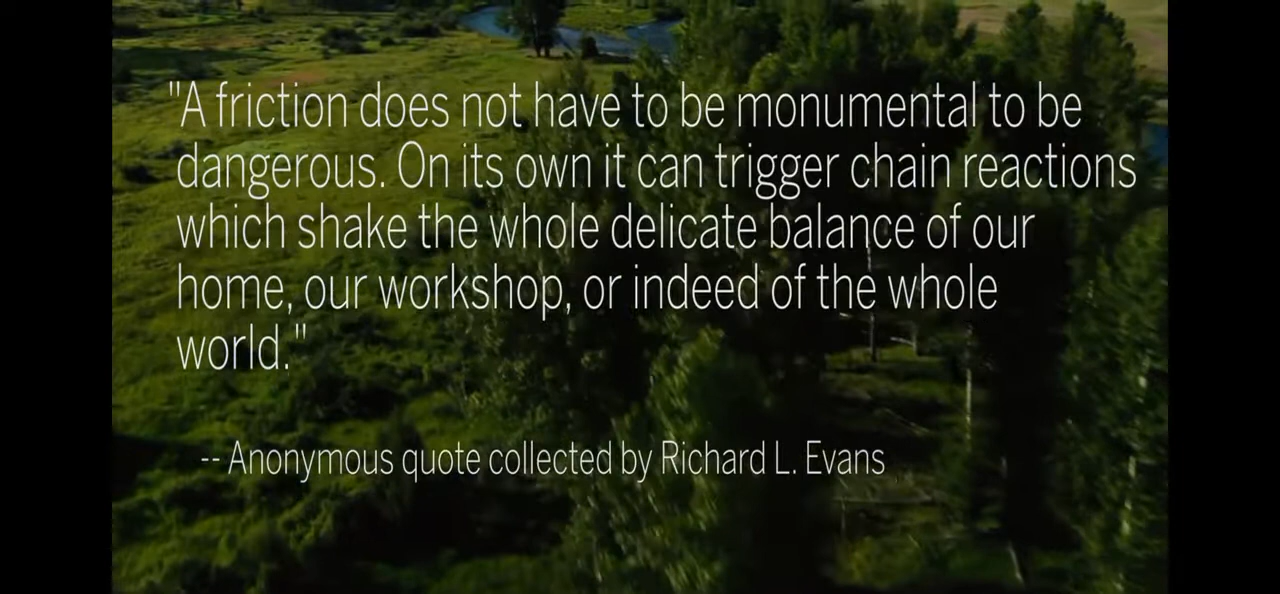 "A friction does not have to be monumental to be
dangerous. On its own it can trigger chain reactions
which shake the whole delicate balance of our
home, our workshop, or indeed of the whole
world."
-- Anonymous quote collected by Richard L. Evans